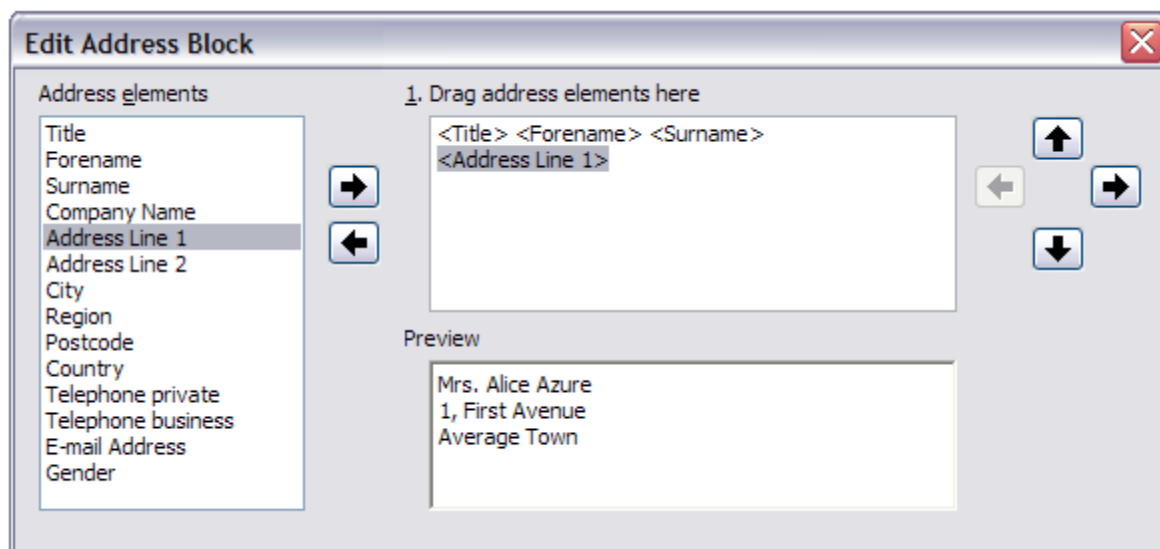 Edit Address Block
Address elements
Title
Forename
Surname
Company Name
Address Line 1
Address Line 2
City
Region
Postcode
Country
Telephone private
Telephone business
E-mail Address
Gender
1. Drag address elements here
<Title> <Forename> <Surname>
<Address Line 1>
Preview
Mrs. Alice Azure
1, First Avenue
Average Town